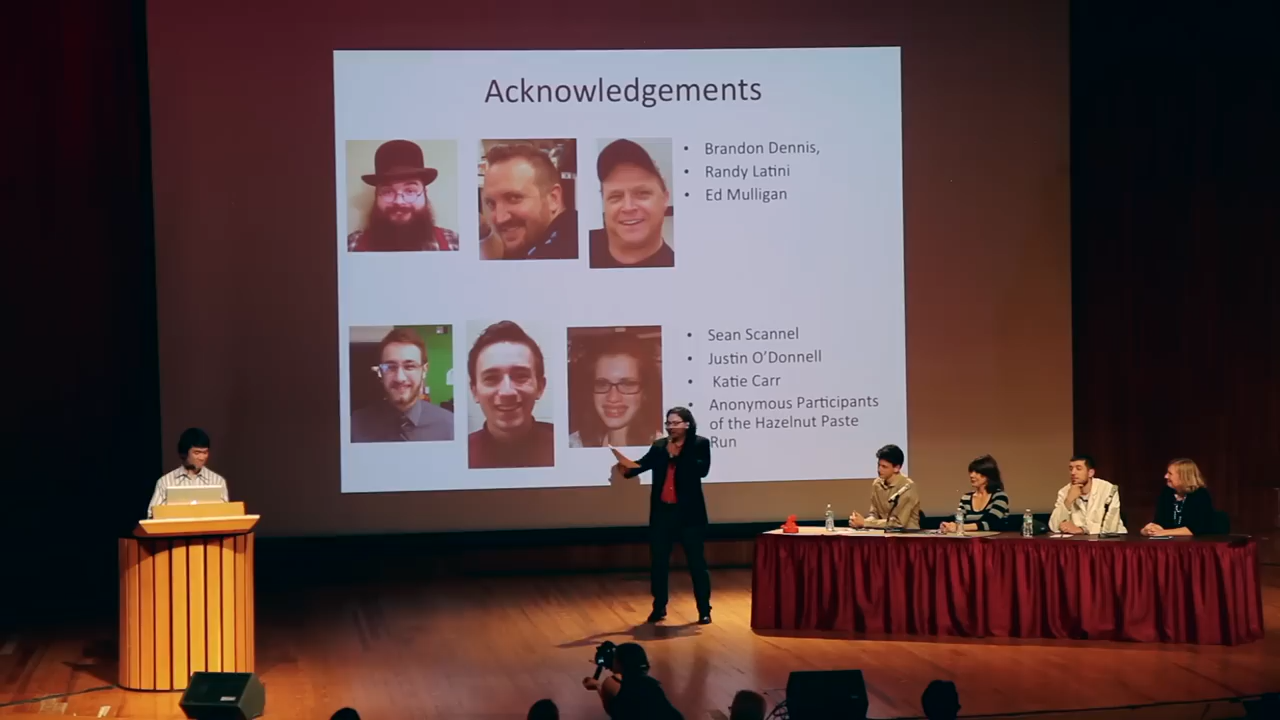 Acknowledgements
• Brandon Dennis,
• Randy Latini
• Ed Mulligan
• Sean Scannel
• Justin O’Donnell
• Katie Carr
• Anonymous Participants
of the Hazelnut Paste
Run